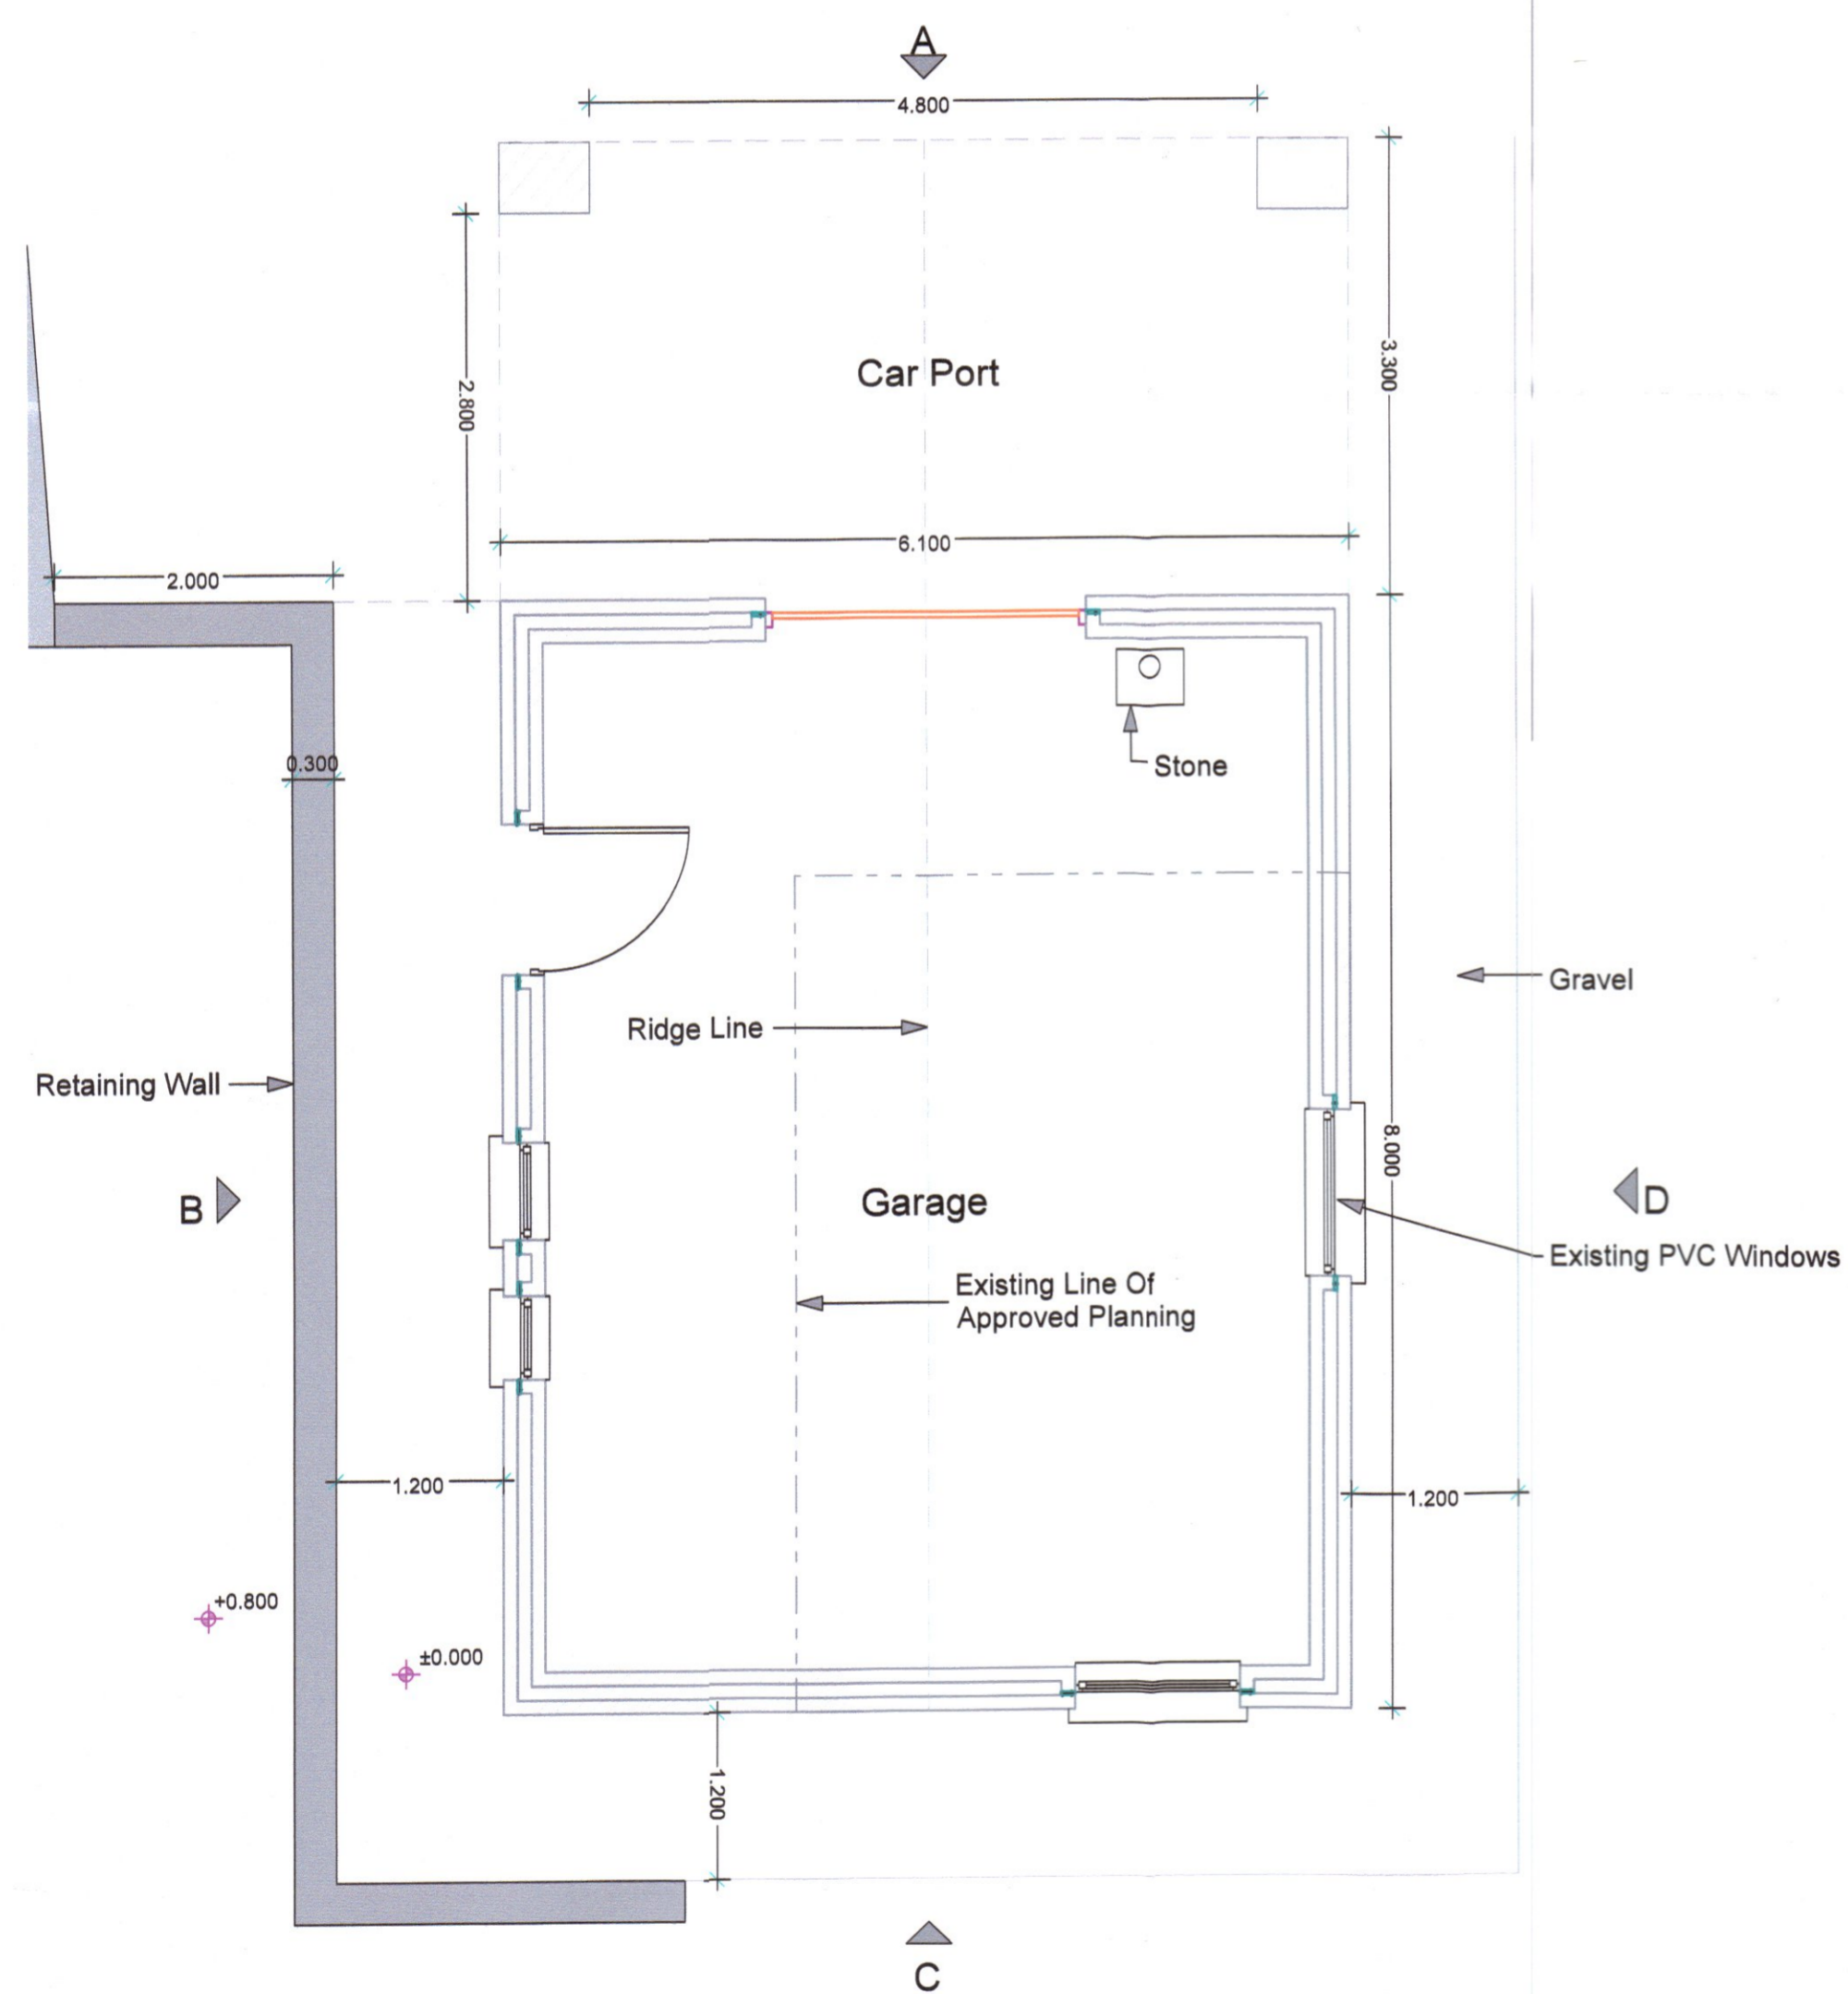 A
4.800
Car Port
2.800
3.300
6.100
2.000
0.300
Stone
Gravel
Ridge Line
Retaining Wall
8.000
B
Garage
D
Existing PVC Windows
Existing Line Of
Approved Planning
1.200
1.200
+0.800
±0.000
1.200
C